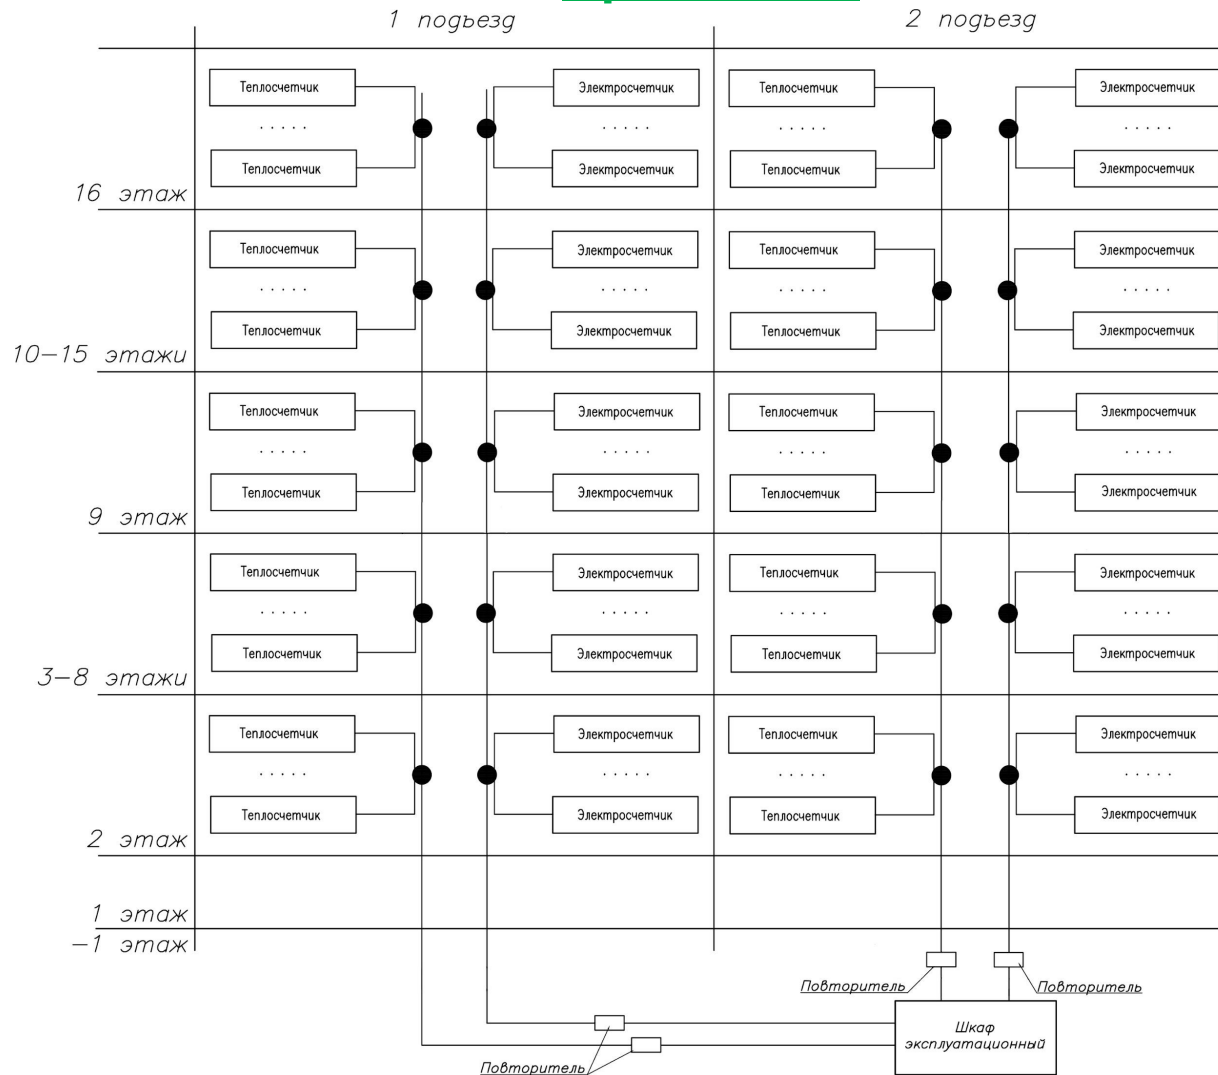 1 подъезд 2 подъезд
Теплосчетчик Электросчетчик Теплосчетчик Электросчетчик
. . . . . . . . . . . . . . . . . . . .
Теплосчетчик Электросчетчик Теплосчетчик Электросчетчик
16 этаж
Теплосчетчик Электросчетчик Теплосчетчик Электросчетчик
. . . . . . . . . . . . . . . . . . . .
Теплосчетчик Электросчетчик Теплосчетчик Электросчетчик
10-15 этажи
Теплосчетчик Электросчетчик Теплосчетчик Электросчетчик
. . . . . . . . . . . . . . . . . . . .
Теплосчетчик Электросчетчик Теплосчетчик Электросчетчик
9 этаж
Теплосчетчик Электросчетчик Теплосчетчик Электросчетчик
. . . . . . . . . . . . . . . . . . . .
Теплосчетчик Электросчетчик Теплосчетчик Электросчетчик
3-8 этажи
Теплосчетчик Электросчетчик Теплосчетчик Электросчетчик
. . . . . . . . . . . . . . . . . . . .
Теплосчетчик Электросчетчик Теплосчетчик Электросчетчик
2 этаж
1 этаж
-1 этаж
Повторитель Повторитель
Шкаф
эксплуатационный
Повторитель